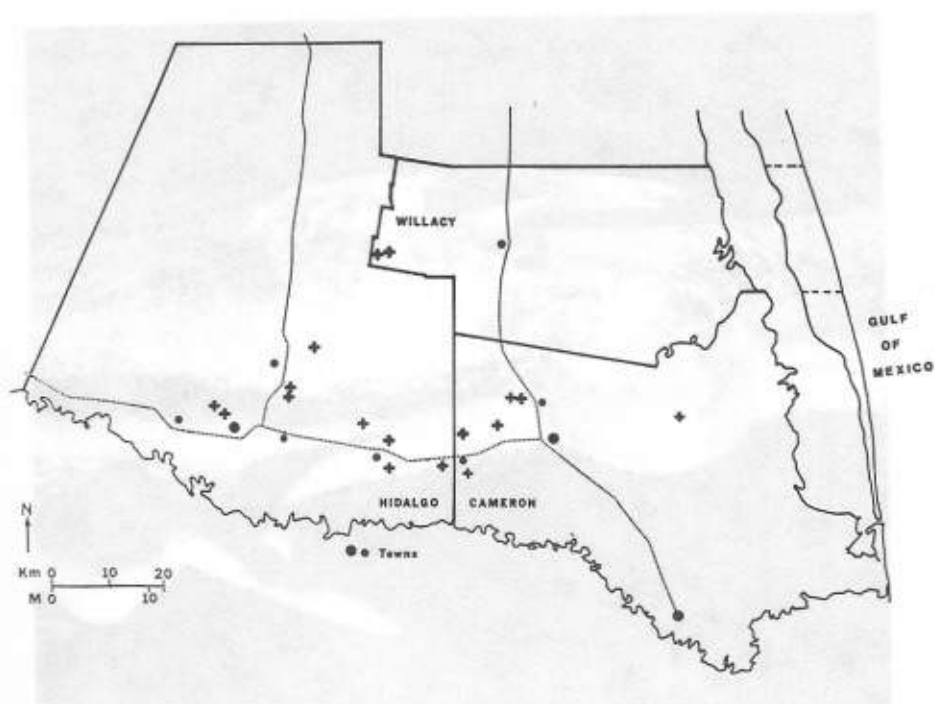 WILLACY
GULF
OF
MEXICO
HIDALGO
CAMERON
N
Towns
Km 0 10 20
M 0 10